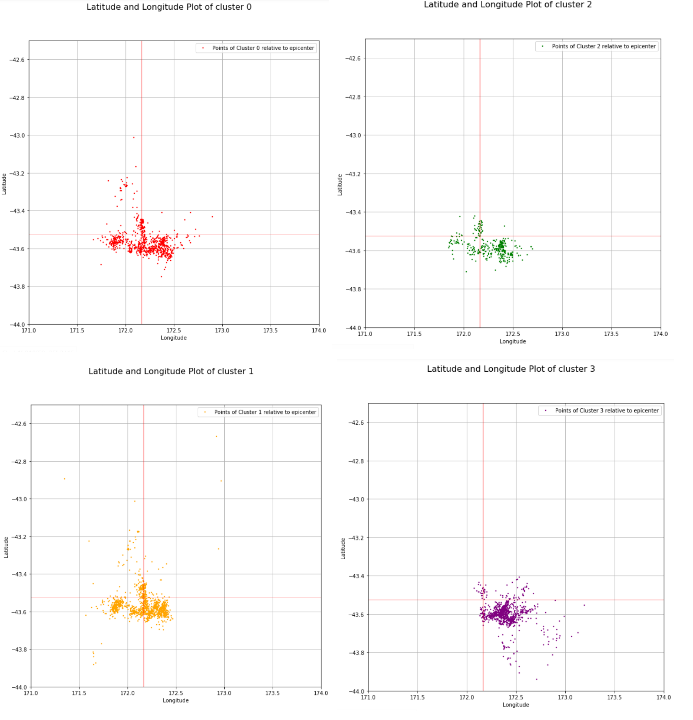 Latitude and Longitude Plot of cluster 0
Points of Cluster 0 relative to epicenter
−42.6
−42.8
−43.0
−43.2
−43.4
−43.6
−43.8
−44.0
Latitude
171.0 171.5 172.0 172.5 173.0 173.5 174.0
Longitude
Latitude and Longitude Plot of cluster 2
Points of Cluster 2 relative to epicenter
−42.6
−42.8
−43.0
−43.2
−43.4
−43.6
−43.8
−44.0
Latitude
171.0 171.5 172.0 172.5 173.0 173.5 174.0
Longitude
Latitude and Longitude Plot of cluster 1
Points of Cluster 1 relative to epicenter
−42.6
−42.8
−43.0
−43.2
−43.4
−43.6
−43.8
−44.0
Latitude
171.0 171.5 172.0 172.5 173.0 173.5 174.0
Longitude
Latitude and Longitude Plot of cluster 3
Points of Cluster 3 relative to epicenter
−42.6
−42.8
−43.0
−43.2
−43.4
−43.6
−43.8
−44.0
Latitude
171.0 171.5 172.0 172.5 173.0 173.5 174.0
Longitude